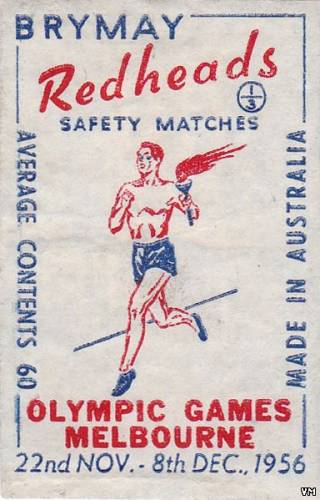 BRYMAY
Redheads
1/3
SAFETY MATCHES
AVERAGE CONTENTS 60
MADE IN AUSTRALIA
OLYMPIC GAMES
MELBOURNE
22nd NOV. - 8th DEC., 1956
VM